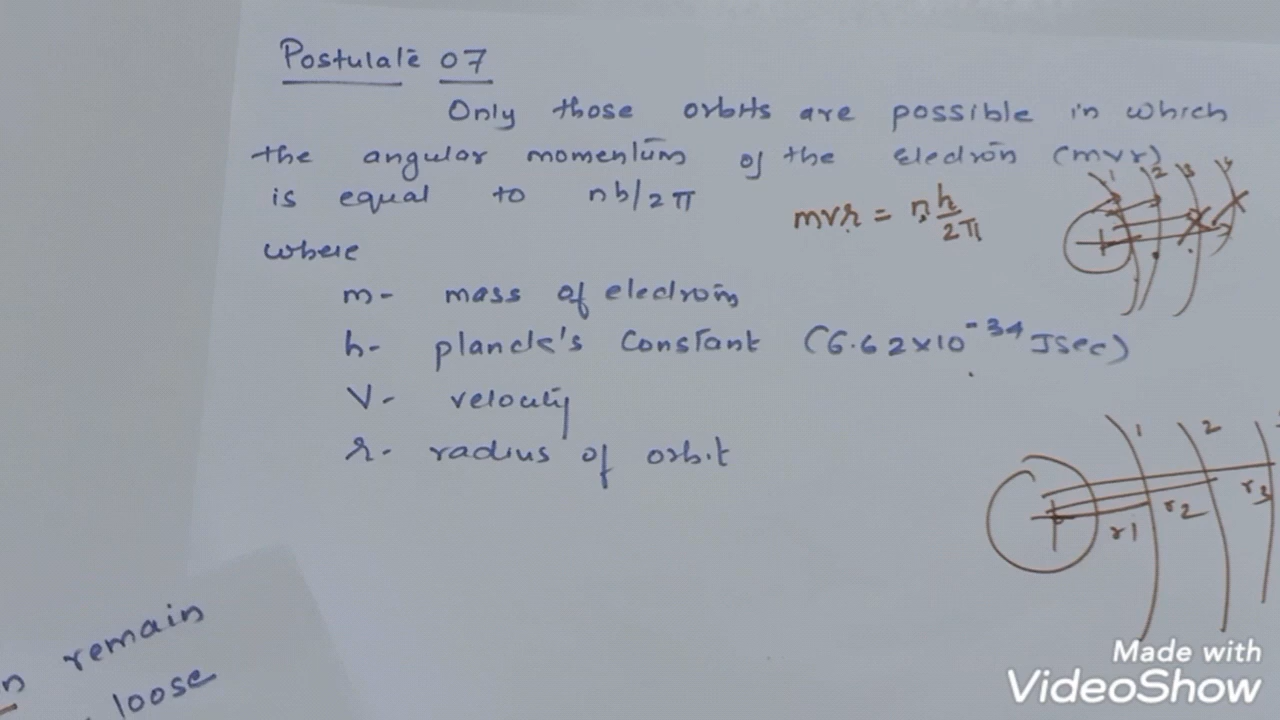 Postulate 07
Only those orbits are possible in which
the angular momentum of the electron (mvr)
is equal to nh/2π
mvr = n h/2π
where
m- mass of electron
h- planck's Constant (6.62×10⁻³⁴ Jsec)
V- velocity
r- radius of orbit
1 2 3 4
1 2
r1 r2 r3
n remain
loose
Made with
VideoShow